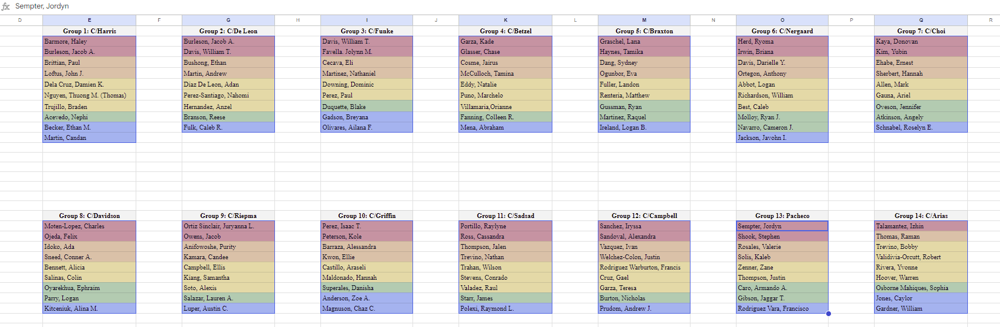 fx Sempter, Jordyn
D E F G H I J K L M N O P Q R
Group 1: C/Harris Group 2: C/De Leon Group 3: C/Funke Group 4: C/Betzel Group 5: C/Braxton Group 6: C/Nergaard Group 7: C/Choi
Barmore, Haley Burleson, Jacob A. Davis, William T. Garza, Kade Graschel, Lana Herd, Ryoma Kaya, Donovan
Burleson, Jacob A. Davis, William T. Favella. Jolynn M. Glasser, Chase Haynes, Tamika Irwin, Briana Kim, Yubin
Brittian, Paul Bushong, Ethan Cecava, Eli Cosme, Jairus Dang, Sydney Davis, Darielle Y. Ehabe, Ernest
Loftus, John J. Martin, Andrew Martinez, Nathaniel McCulloch, Tamina Ogunbor, Eva Ortegon, Anthony Sherbert, Hannah
Dela Cruz, Damien K. Diaz De Leon, Adan Downing, Dominic Eddy, Natalie Fuller, Landon Abbot, Logan Allen, Mark
Nguyen, Thuong M. (Thomas) Perez-Santiago, Nahomi Perez, Paul Puno, Marchelo Renteria, Matthew Richardson, William Gauna, Ariel
Trujillo, Braden Hernandez, Anzel Duquette, Blake Villamaria,Orianne Gussman, Ryan Best, Caleb Oveson, Jennifer
Acevedo, Nephi Branson, Reese Gadson, Breyana Fanning, Colleen R. Martinez, Raquel Molloy, Ryan J. Atkinson, Angely
Becker, Ethan M. Fulk, Caleb R. Olivares, Ailana F. Mena, Abraham Ireland, Logan B. Navarro, Cameron J. Schnabel, Roselyn E.
Martin, Candan Jackson, Javohn I.
Group 8: C/Davidson Group 9: C/Riepma Group 10: C/Griffin Group 11: C/Sadsad Group 12: C/Campbell Group 13: Pacheco Group 14: C/Arias
Moten-Lopez, Charles Ortiz Sinclair, Juryanna L. Perez, Isaac T. Portillo, Raylyne Sanchez, Iryssa Sempter, Jordyn Talamantez, Izhin
Ojeda, Felix Owens, Jacob Peterson, Kole Ross, Cassandra Sandoval, Alexandra Shook, Stephen Thomas, Raman
Idoko, Ada Anifowoshe, Purity Barraza, Alessandra Thompson, Jalen Vazquez, Ivan Rosales, Valerie Trevino, Bobby
Sneed, Conner A. Kamara, Candee Kwon, Ellie Trevino, Nathan Welchez-Colon, Justin Solis, Kaleb Validivia-Orcutt, Robert
Bennett, Alicia Campbell, Ellis Castillo, Araseli Trahan, Wilson Rodriguez Warburton, Francis Zenner, Zane Rivera, Yvonne
Salinas, Colin Kiang, Samantha Maldonado, Hannah Stevens, Conrado Cruz, Gael Thompson, Justin Hoover, Warren
Oyarekhua, Ephraim Soto, Alexis Superales, Danisha Valadez, Raul Garza, Teresa Caro, Armando A. Osborne Mahiques, Sophia
Parry, Logan Salazar, Lauren A. Anderson, Zoe A. Starr, James Burton, Nicholas Gibson, Jaggar T. Jones, Caylor
Kitceniuk, Alina M. Luper, Austin C. Magnuson, Chaz C. Polexi, Raymond L. Prudom, Andrew J. Rodriguez Vara, Francisco Gardner, William